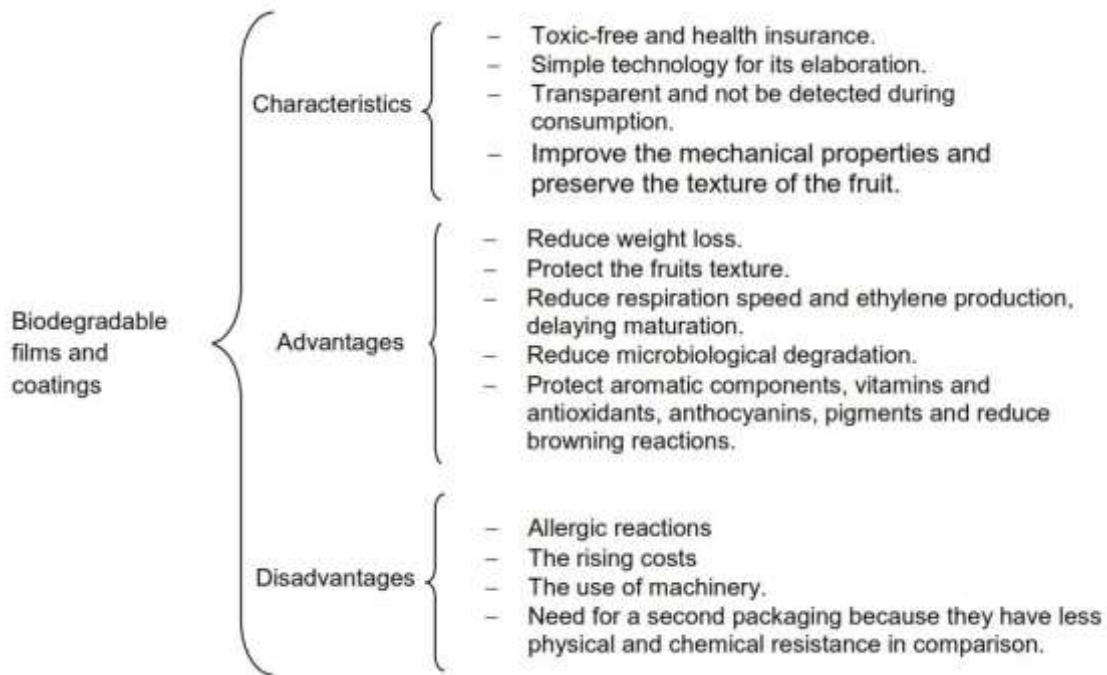 Biodegradable
films and
coatings
Characteristics
– Toxic-free and health insurance.
– Simple technology for its elaboration.
– Transparent and not be detected during
consumption.
– Improve the mechanical properties and
preserve the texture of the fruit.
Advantages
– Reduce weight loss.
– Protect the fruits texture.
– Reduce respiration speed and ethylene production,
delaying maturation.
– Reduce microbiological degradation.
– Protect aromatic components, vitamins and
antioxidants, anthocyanins, pigments and reduce
browning reactions.
Disadvantages
– Allergic reactions
– The rising costs
– The use of machinery.
– Need for a second packaging because they have less
physical and chemical resistance in comparison.